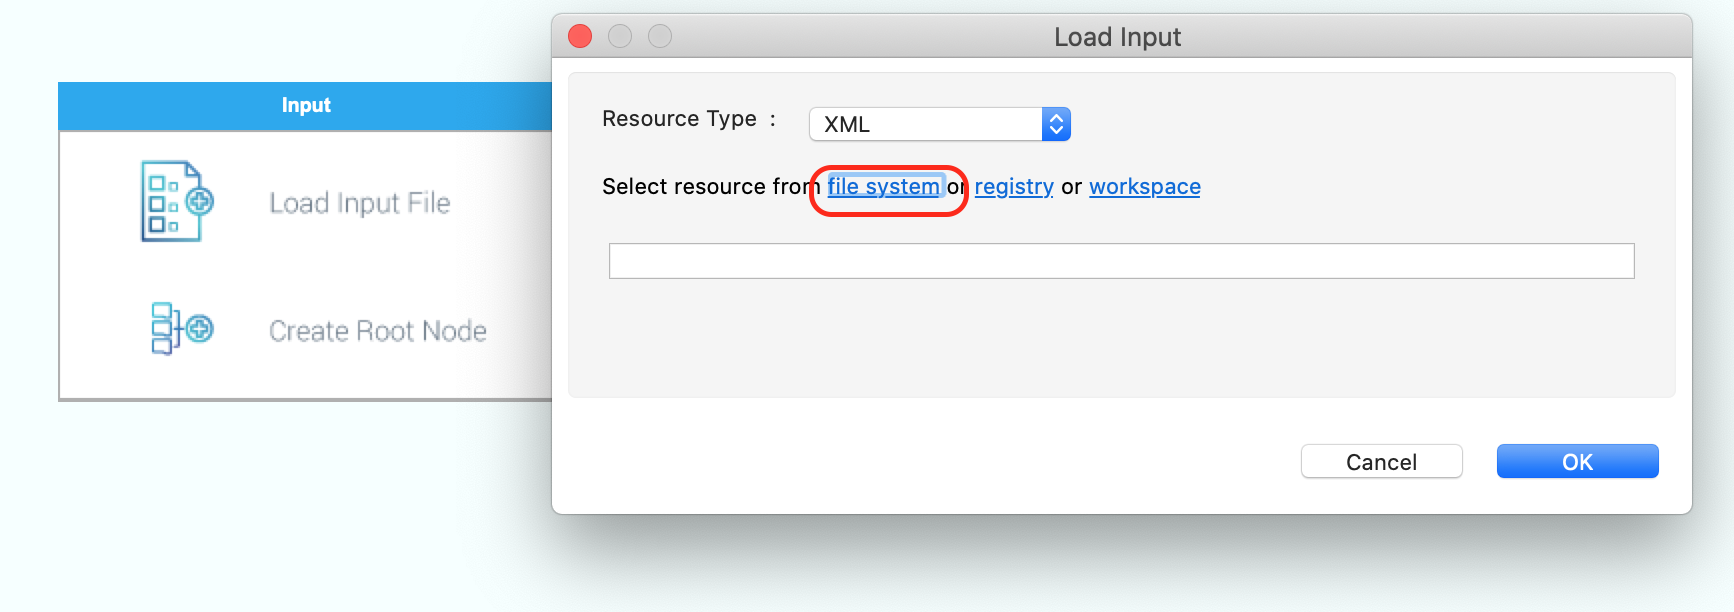 Input
Load Input File
Create Root Node
Load Input
Resource Type :
XML
Select resource from file system or registry or workspace
Cancel
OK